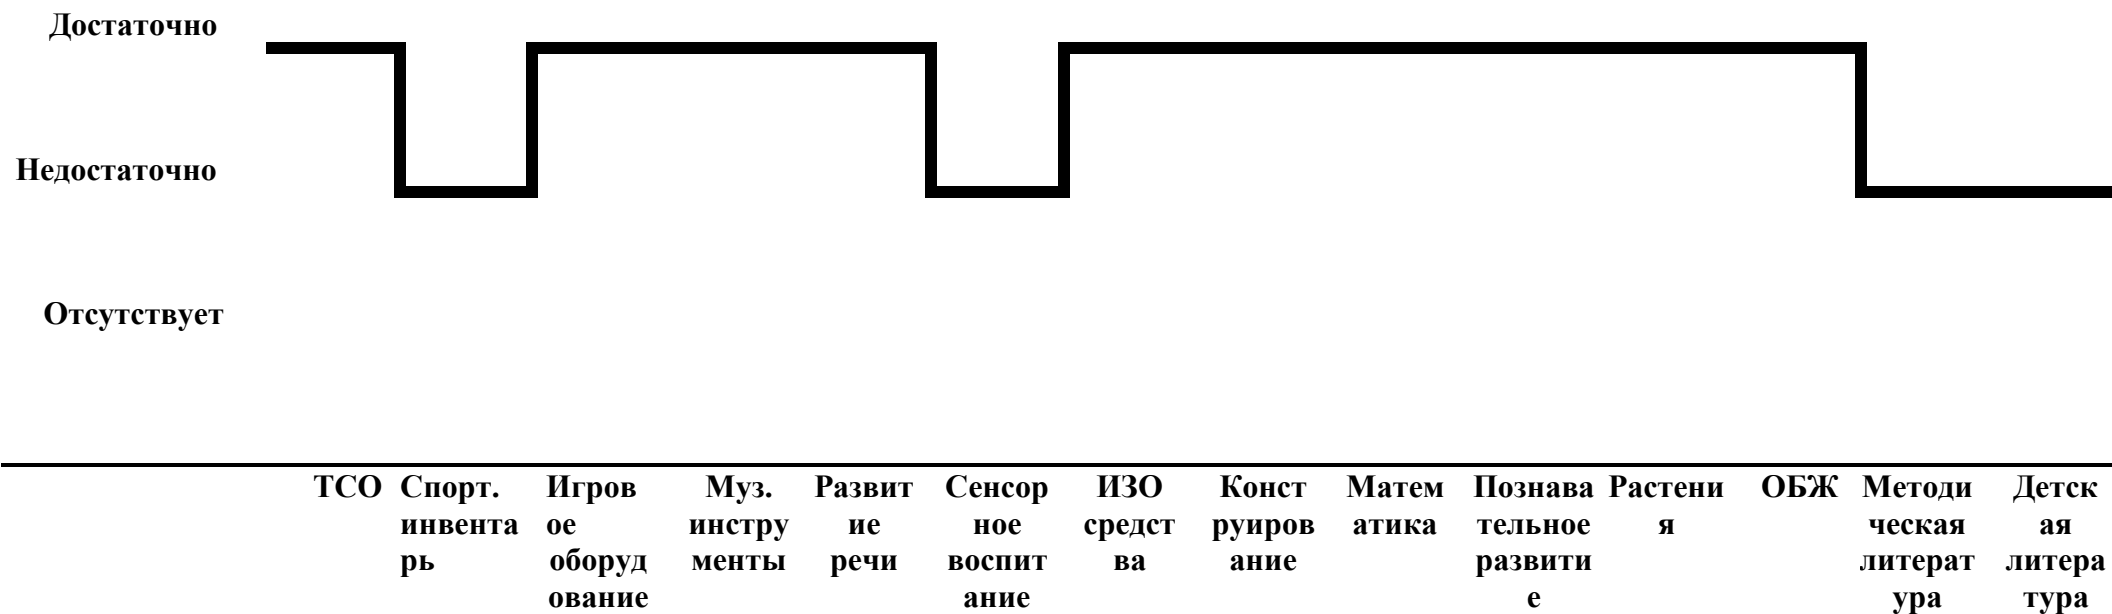 Достаточно
Недостаточно
Отсутствует
ТСО
Спорт.
инвента
рь
Игров
ое
оборуд
ование
Муз.
инстру
менты
Развит
ие
речи
Сенсор
ное
воспит
ание
ИЗО
средст
ва
Конст
руиров
ание
Матем
атика
Познава
тельное
развити
е
Растени
я
ОБЖ
Методи
ческая
литерат
ура
Детск
ая
литера
тура